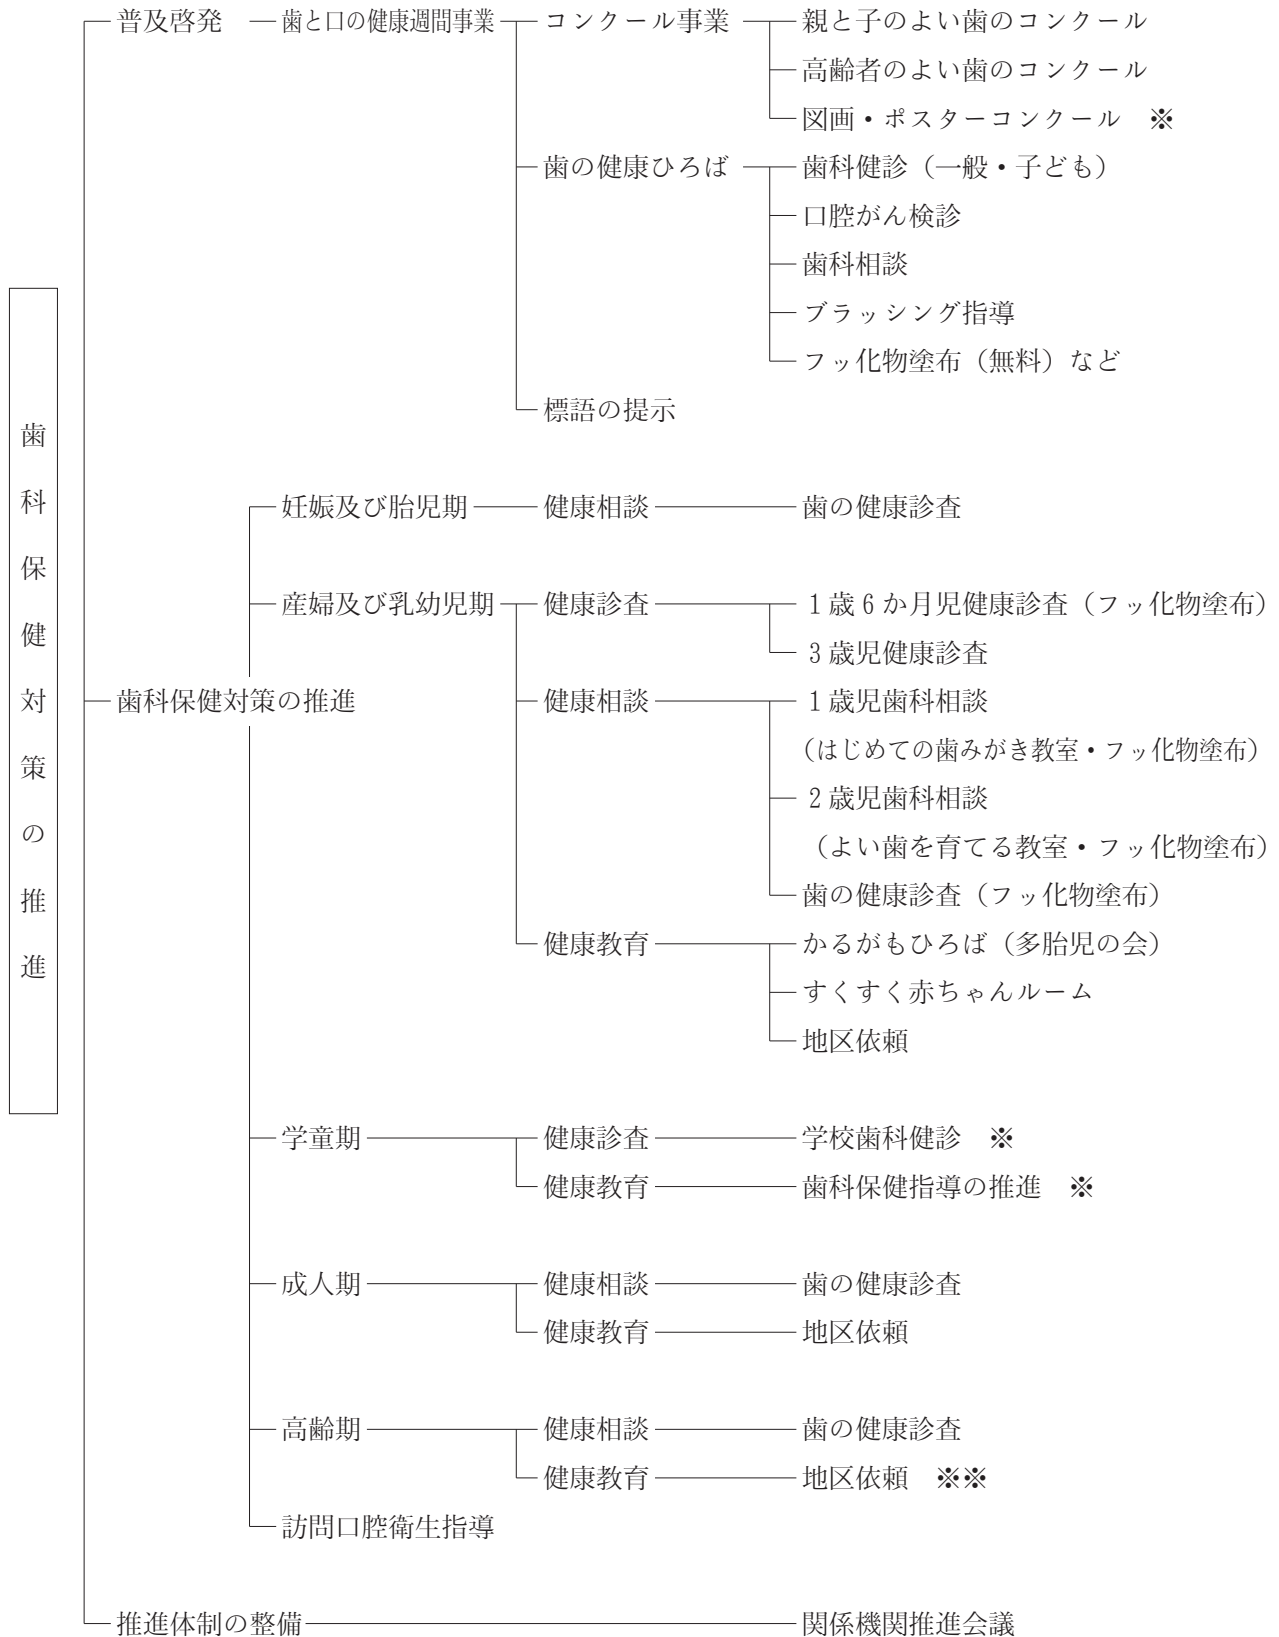 歯科保健対策の推進
普及啓発 歯と口の健康週間事業 コンクール事業 親と子のよい歯のコンクール
高齢者のよい歯のコンクール
図画・ポスターコンクール ※
歯の健康ひろば 歯科健診（一般・子ども）
口腔がん検診
歯科相談
ブラッシング指導
フッ化物塗布（無料）など
標語の提示
妊娠及び胎児期 健康相談 歯の健康診査
産婦及び乳幼児期 健康診査 1歳6か月児健康診査（フッ化物塗布）
3歳児健康診査
歯科保健対策の推進 健康相談 1歳児歯科相談
（はじめての歯みがき教室・フッ化物塗布）
2歳児歯科相談
（よい歯を育てる教室・フッ化物塗布）
歯の健康診査（フッ化物塗布）
健康教育 かるがもひろば（多胎児の会）
すくすく赤ちゃんルーム
地区依頼
学童期 健康診査 学校歯科健診 ※
健康教育 歯科保健指導の推進 ※
成人期 健康相談 歯の健康診査
健康教育 地区依頼
高齢期 健康相談 歯の健康診査
健康教育 地区依頼 ※※
訪問口腔衛生指導
推進体制の整備 関係機関推進会議